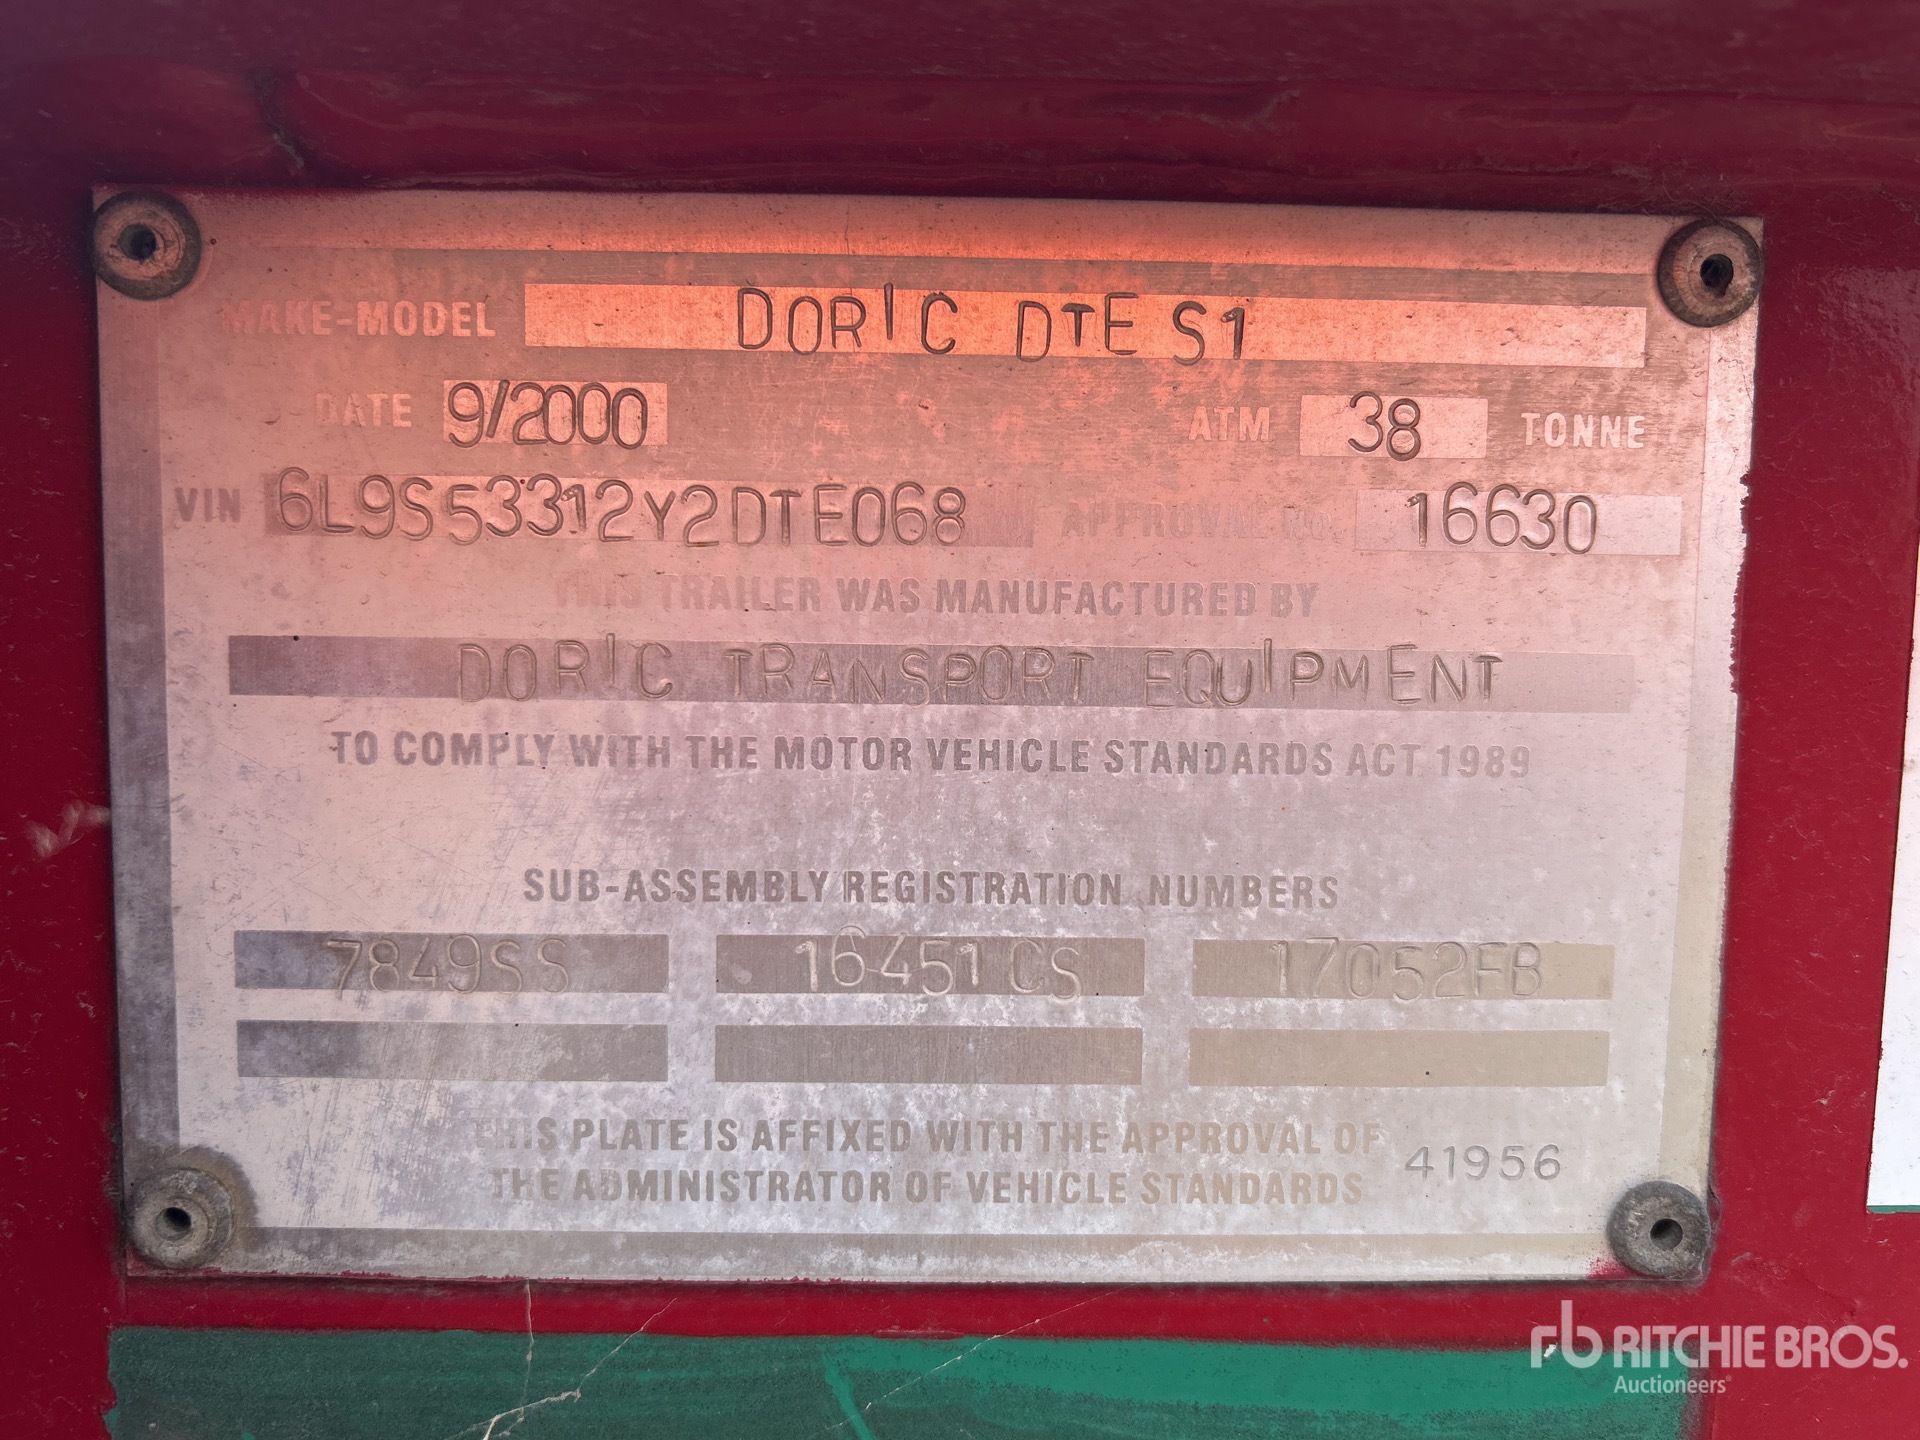 MAKE-MODEL DORIC DTE S1
DATE 9/2000 ATM 38 TONNE
VIN 6L9S53312Y2DTE068 APPROVAL No. 16630
THIS TRAILER WAS MANUFACTURED BY
DORIC TRANSPORT EQUIPMENT
TO COMPLY WITH THE MOTOR VEHICLE STANDARDS ACT 1989
SUB-ASSEMBLY REGISTRATION NUMBERS
7849SS 16451CS 17052FB
THIS PLATE IS AFFIXED WITH THE APPROVAL OF
THE ADMINISTRATOR OF VEHICLE STANDARDS 41956
rb RITCHIE BROS.
Auctioneers